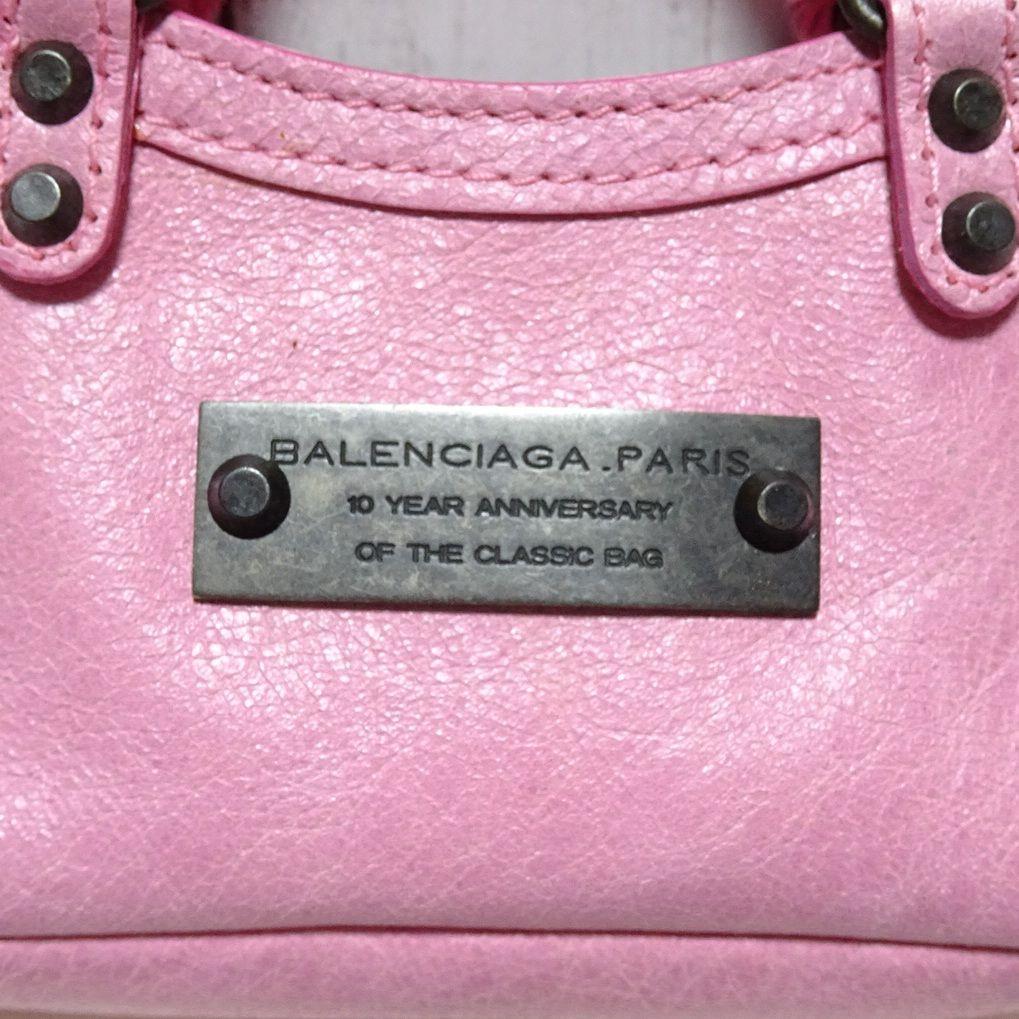 BALENCIAGA.PARIS
10 YEAR ANNIVERSARY
OF THE CLASSIC BAG